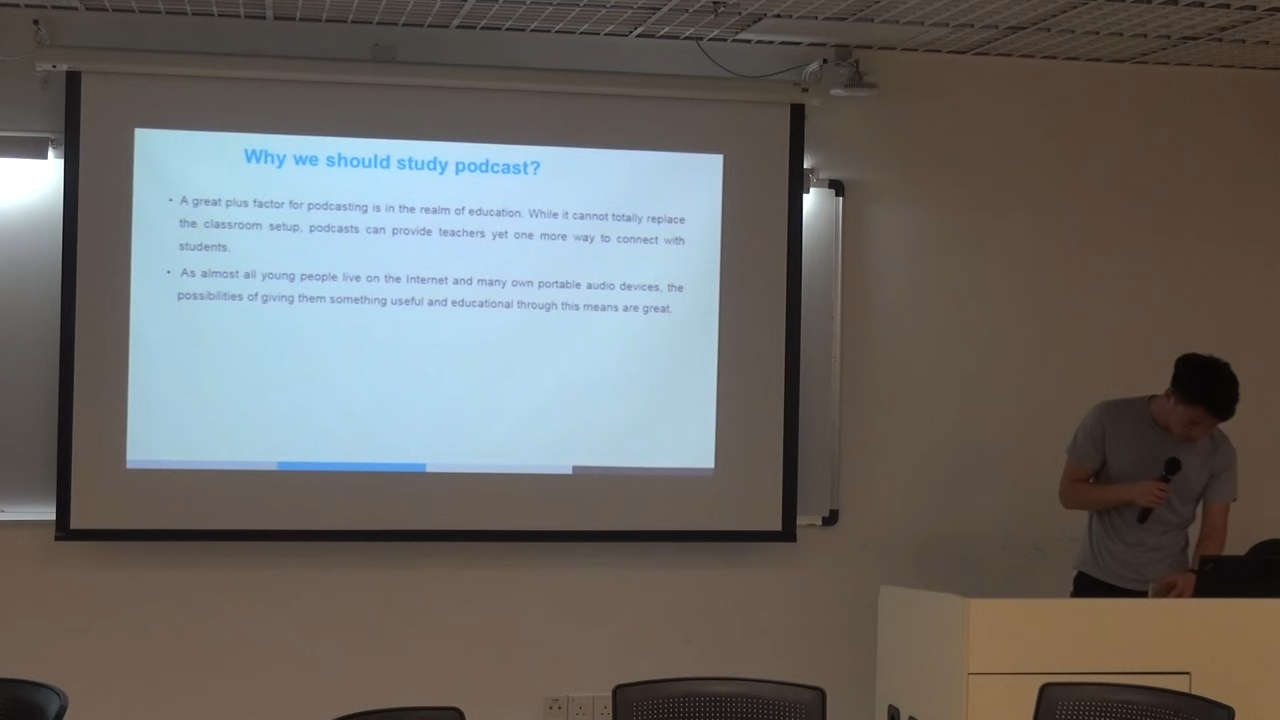 Why we should study podcast?
• A great plus factor for podcasting is in the realm of education. While it cannot totally replace
the classroom setup, podcasts can provide teachers yet one more way to connect with
students.
• As almost all young people live on the Internet and many own portable audio devices, the
possibilities of giving them something useful and educational through this means are great.